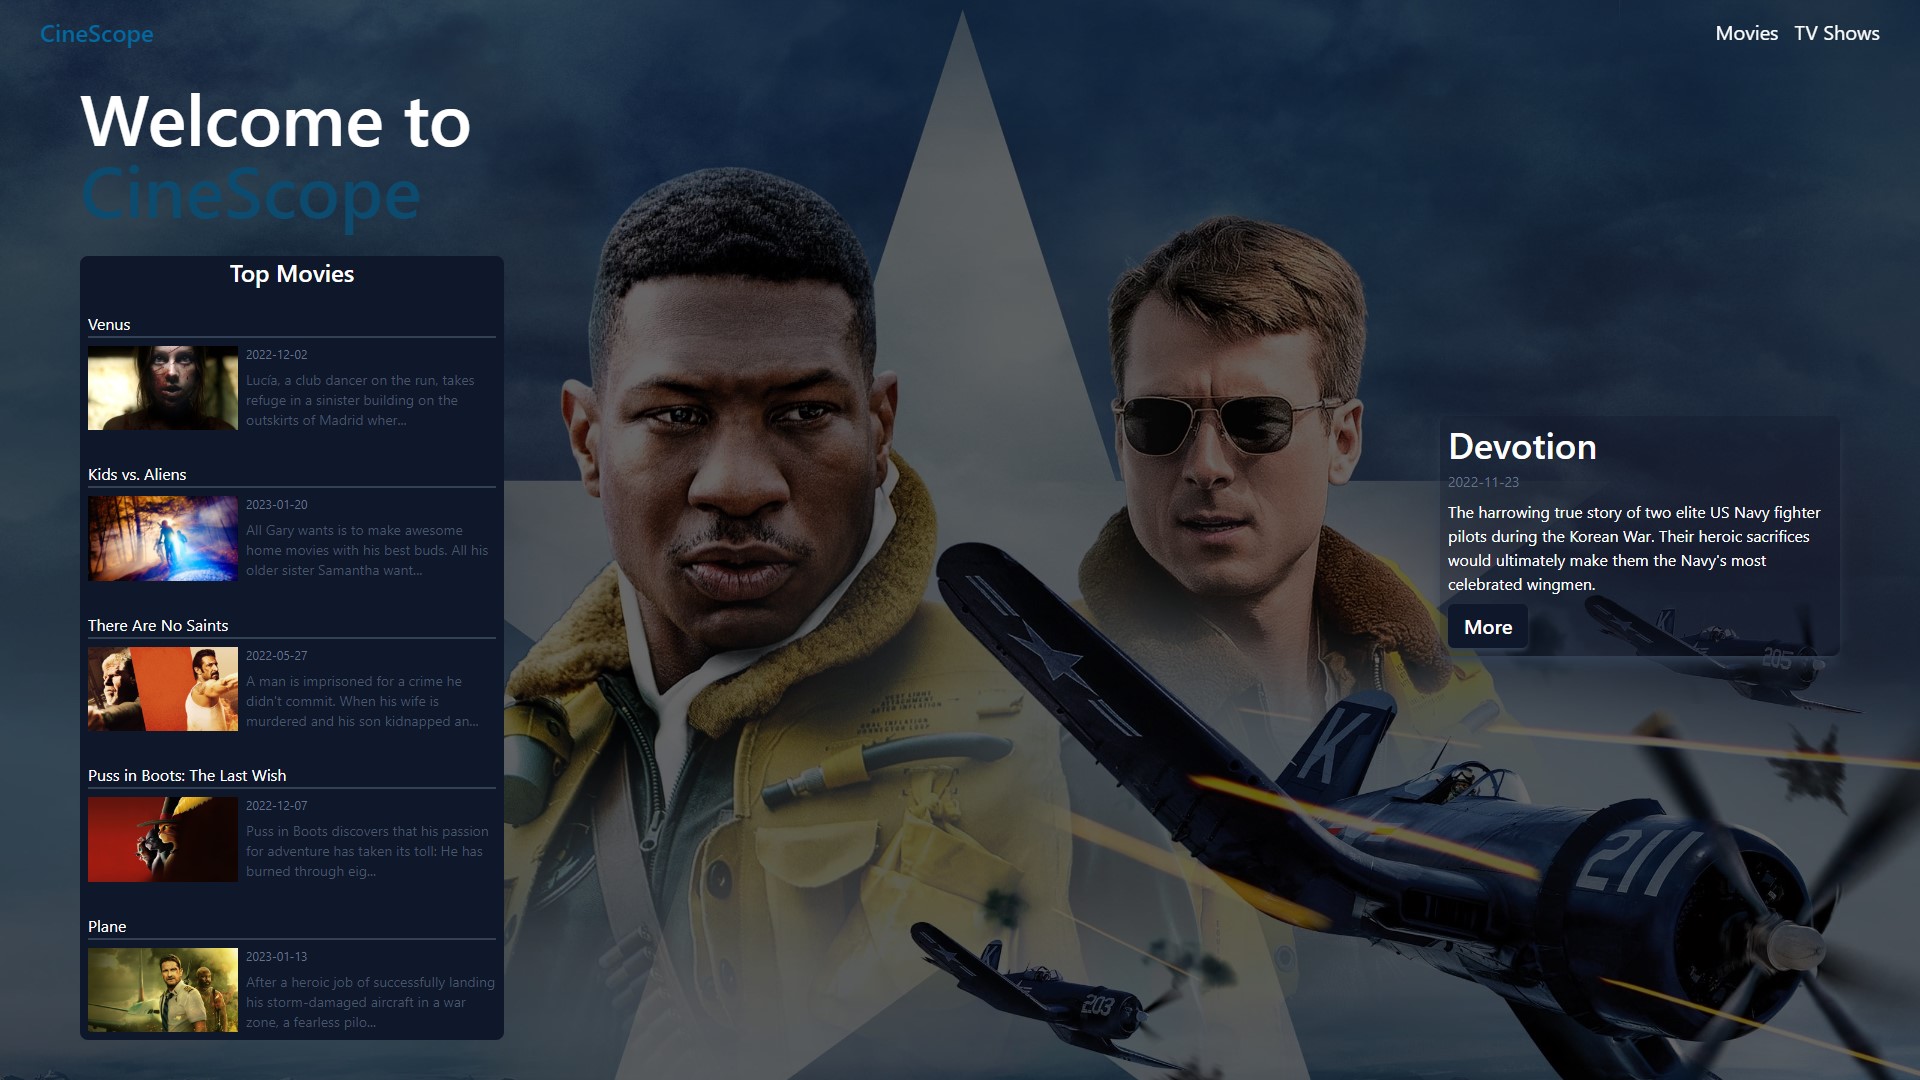 CineScope
Movies TV Shows
Welcome to
CineScope
Top Movies
Venus
2022-12-02
Lucía, a club dancer on the run, takes
refuge in a sinister building on the
outskirts of Madrid wher...
Kids vs. Aliens
2023-01-20
All Gary wants is to make awesome
home movies with his best buds. All his
older sister Samantha want...
There Are No Saints
2022-05-27
A man is imprisoned for a crime he
didn't commit. When his wife is
murdered and his son kidnapped an...
Puss in Boots: The Last Wish
2022-12-07
Puss in Boots discovers that his passion
for adventure has taken its toll: He has
burned through eig...
Plane
2023-01-13
After a heroic job of successfully landing
his storm-damaged aircraft in a war
zone, a fearless pilo...
Devotion
2022-11-23
The harrowing true story of two elite US Navy fighter
pilots during the Korean War. Their heroic sacrifices
would ultimately make them the Navy's most
celebrated wingmen.
More
K
205
K
211
K
203